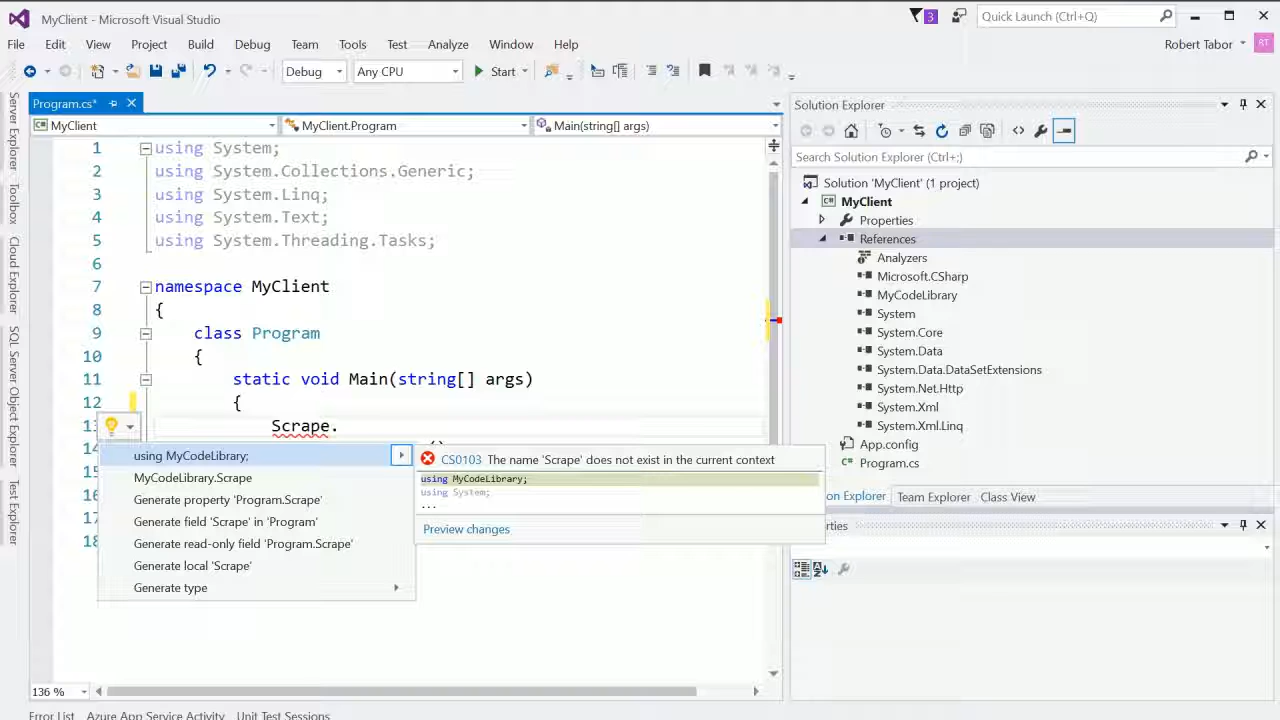 MyClient - Microsoft Visual Studio
3
Quick Launch (Ctrl+Q)
File Edit View Project Build Debug Team Tools Test Analyze Window Help
Robert Tabor
RT
Debug
Any CPU
Start
Server Explorer
Toolbox
Cloud Explorer
SQL Server Object Explorer
Test Explorer
Program.cs*
MyClient
MyClient.Program
Main(string[] args)
1 using System;
2 using System.Collections.Generic;
3 using System.Linq;
4 using System.Text;
5 using System.Threading.Tasks;
6
7 namespace MyClient
8 {
9 class Program
10 {
11 static void Main(string[] args)
12 {
13 Scrape.
using MyCodeLibrary;
MyCodeLibrary.Scrape
Generate property 'Program.Scrape'
Generate field 'Scrape' in 'Program'
Generate read-only field 'Program.Scrape'
Generate local 'Scrape'
Generate type
CS0103 The name 'Scrape' does not exist in the current context
using MyCodeLibrary;
using System;
...
Preview changes
136 %
Error List Azure App Service Activity Unit Test Sessions
Solution Explorer
Search Solution Explorer (Ctrl+;)
Solution 'MyClient' (1 project)
MyClient
Properties
References
Analyzers
Microsoft.CSharp
MyCodeLibrary
System
System.Core
System.Data
System.Data.DataSetExtensions
System.Net.Http
System.Xml
System.Xml.Linq
App.config
Program.cs
on Explorer Team Explorer Class View
erties